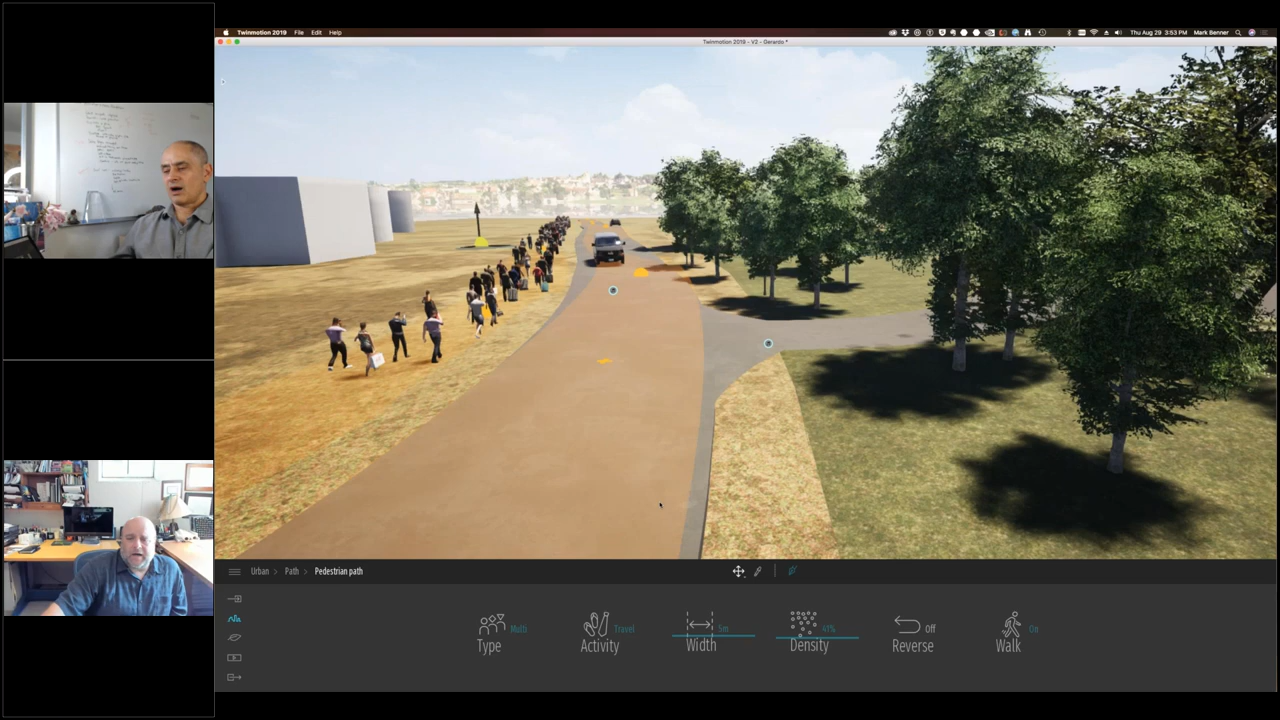 Twinmotion 2019 File Edit Help
Thu Aug 29 3:53 PM Mark Benner
Twinmotion 2019 - V2 - Gerardo *
Urban > Path > Pedestrian path
Multi
Type
Travel
Activity
5m
Width
41%
Density
Off
Reverse
On
Walk